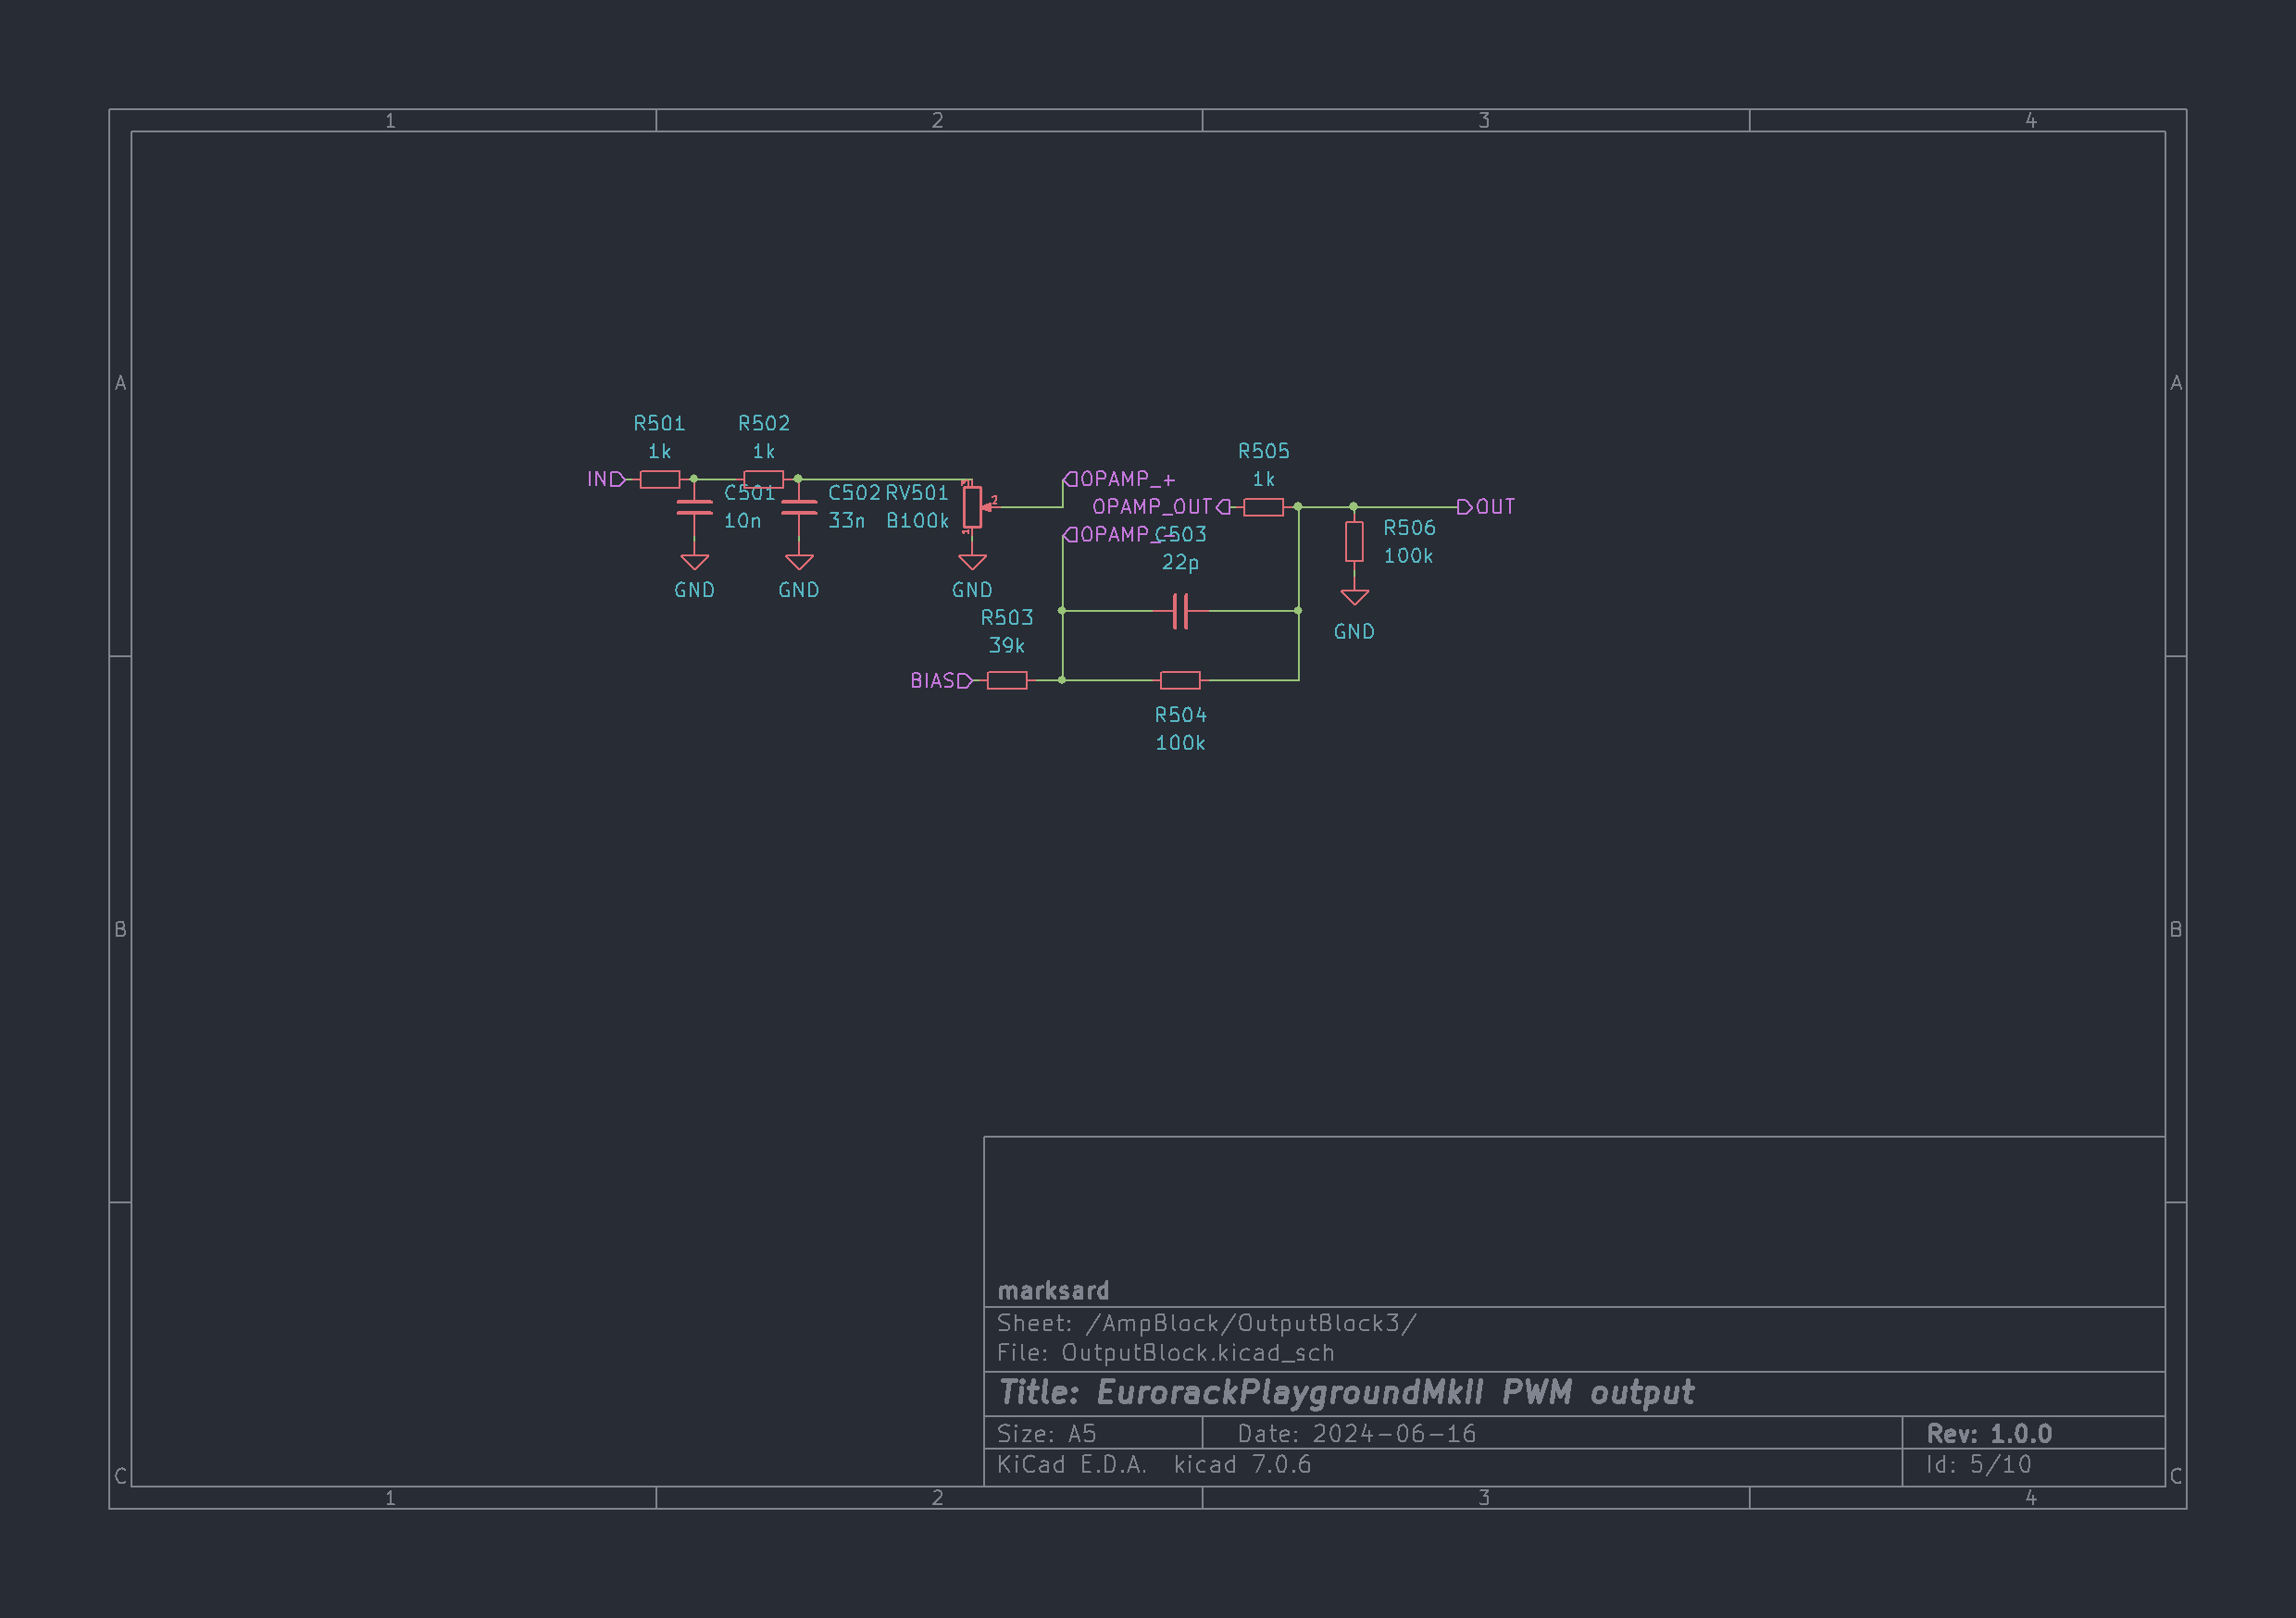 1 2 3 4
A A
R501 R502
1k 1k
R505
1k
IN
OPAMP_+
C501 C502 RV501
10n 33n B100k
3
2
1
OPAMP_OUT
OUT
OPAMP_-
C503
22p
R506
100k
GND GND GND
GND
R503
39k
BIAS
R504
100k
B B
marksard
Sheet: /AmpBlock/OutputBlock3/
File: OutputBlock.kicad_sch
Title: EurorackPlaygroundMkII PWM output
Size: A5 Date: 2024-06-16 Rev: 1.0.0
KiCad E.D.A. kicad 7.0.6 Id: 5/10
C C
1 2 3 4